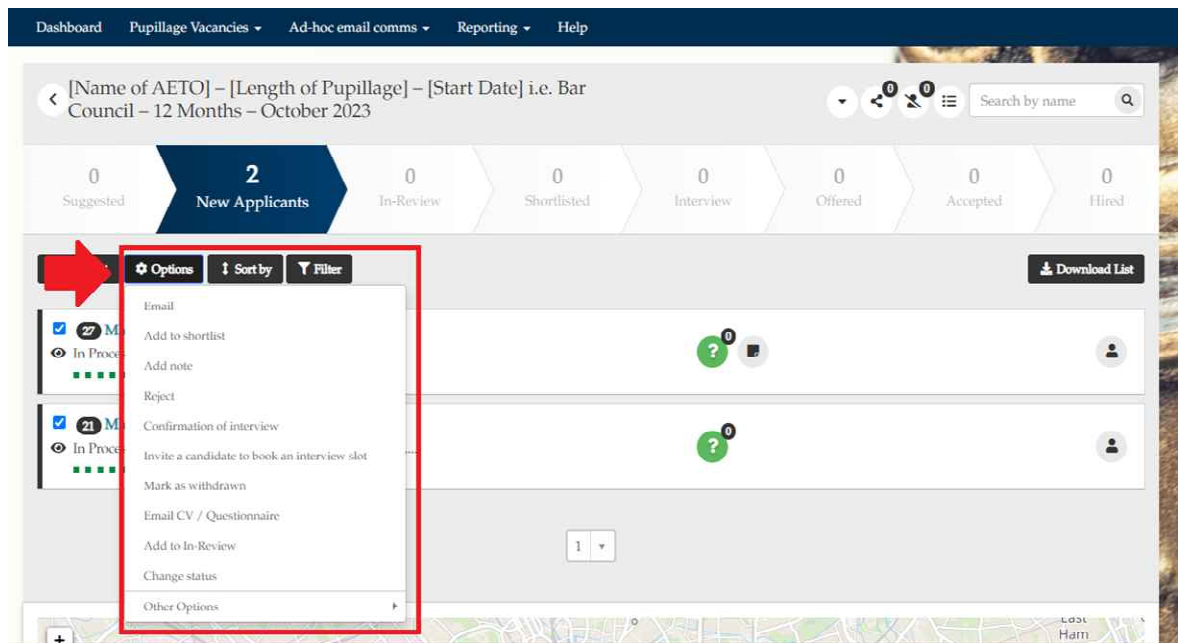 Dashboard Pupillage Vacancies Ad-hoc email comms Reporting Help
[Name of AETO] – [Length of Pupillage] – [Start Date] i.e. Bar
Council – 12 Months – October 2023
0 0 Search by name
0 2 0 0 0 0 0 0
Suggested New Applicants In-Review Shortlisted Interview Offered Accepted Hired
Options Sort by Filter Download List
Email
Add to shortlist
Add note
Reject
Confirmation of interview
Invite a candidate to book an interview slot
Mark as withdrawn
Email CV / Questionnaire
Add to In-Review
Change status
Other Options
27 M
In Proce
? 0
21 M
In Proce ....
? 0
1
+
East
Ham